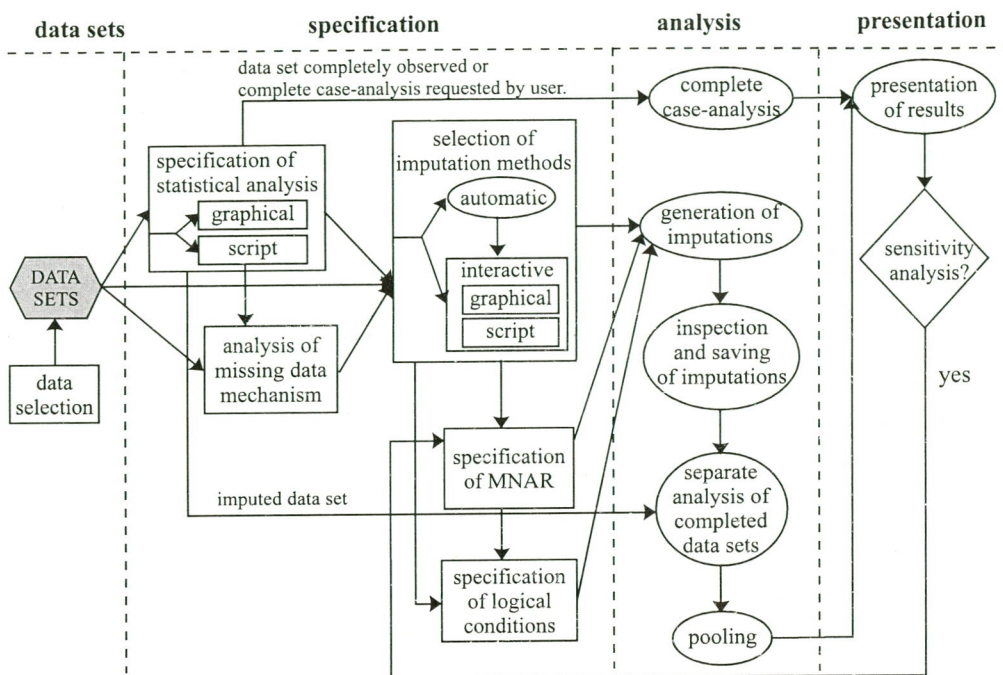 data sets
specification
analysis
presentation
data set completely observed or
complete case-analysis requested by user.
complete
case-analysis
presentation
of results
specification of
statistical analysis
graphical
script
selection of
imputation methods
automatic
interactive
graphical
script
generation of
imputations
sensitivity
analysis?
DATA
SETS
data
selection
analysis of
missing data
mechanism
inspection
and saving
of imputations
yes
specification
of MNAR
imputed data set
separate
analysis of
completed
data sets
specification
of logical
conditions
pooling